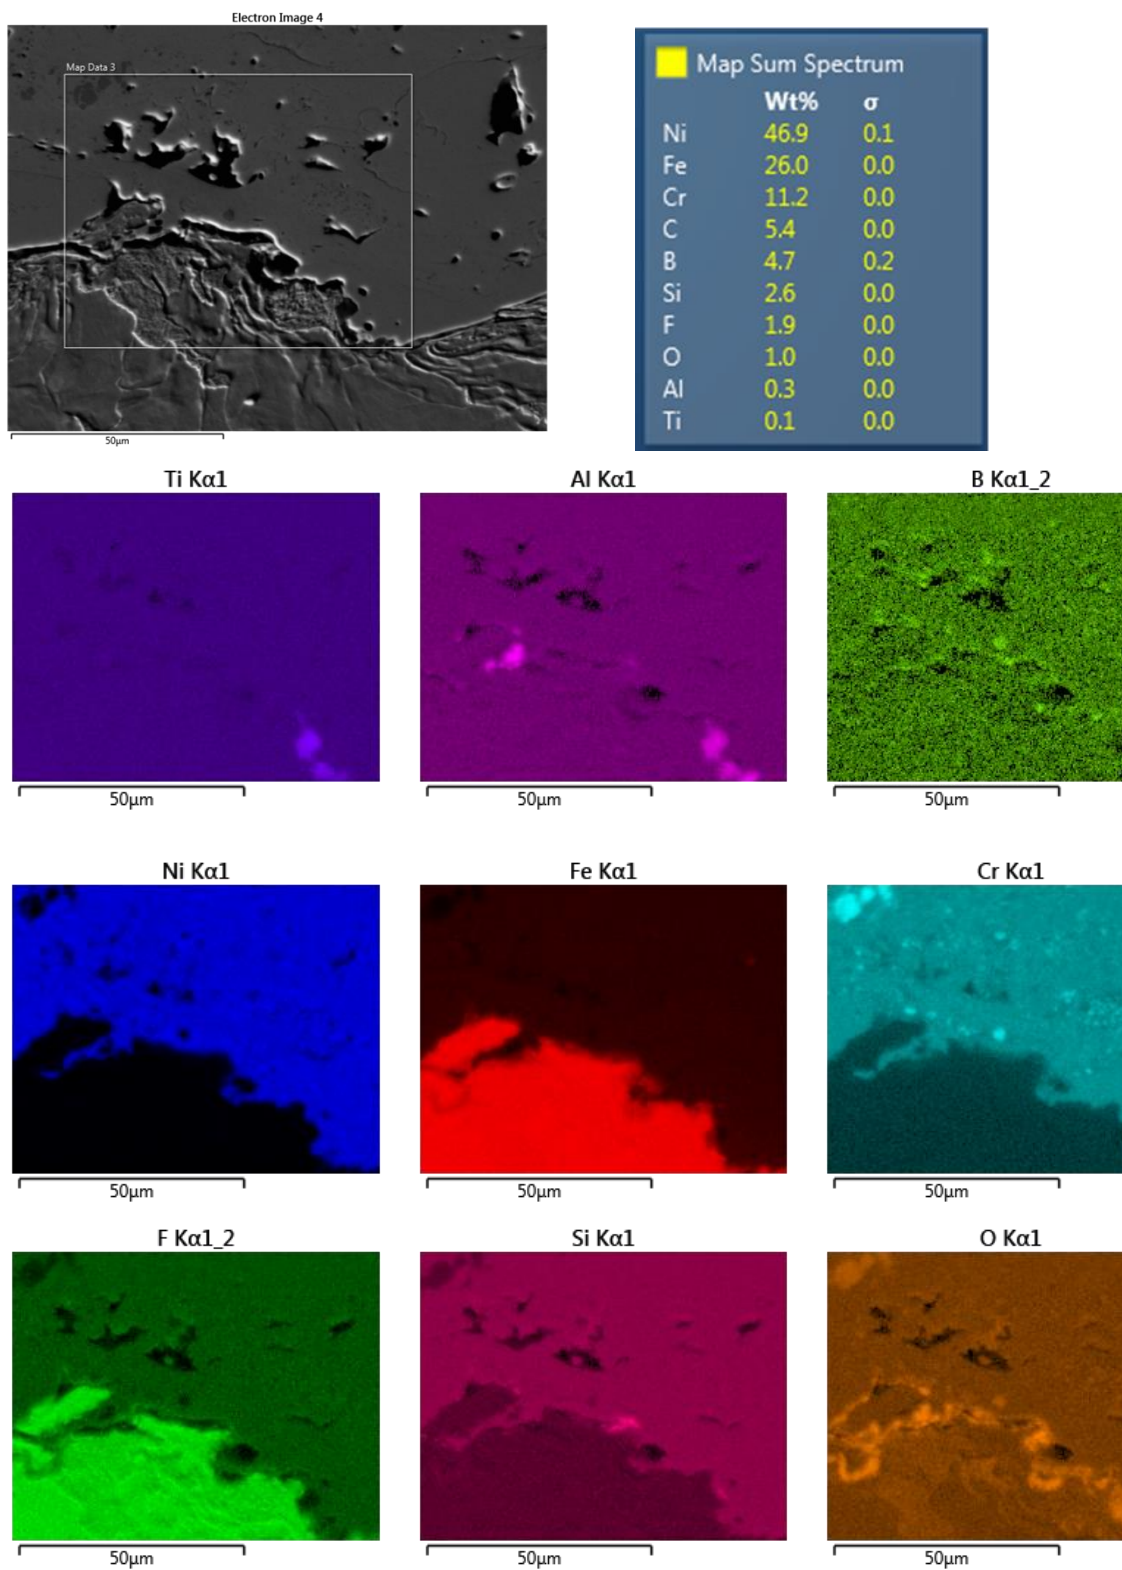 Electron Image 4
Map Data 3
50µm
Map Sum Spectrum
Wt% σ
Ni 46.9 0.1
Fe 26.0 0.0
Cr 11.2 0.0
C 5.4 0.0
B 4.7 0.2
Si 2.6 0.0
F 1.9 0.0
O 1.0 0.0
Al 0.3 0.0
Ti 0.1 0.0
Ti Kα1
Al Kα1
B Kα1_2
50µm
50µm
50µm
Ni Kα1
Fe Kα1
Cr Kα1
50µm
50µm
50µm
F Kα1_2
Si Kα1
O Kα1
50µm
50µm
50µm